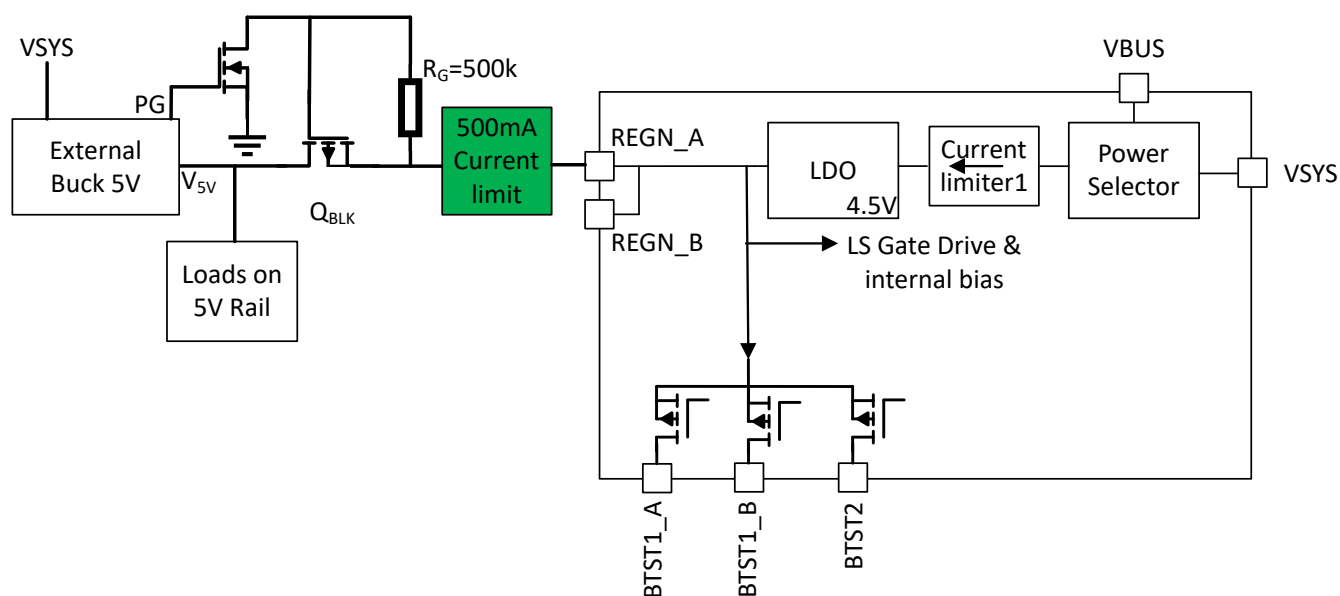 VSYS
PG
External
Buck 5V
V5V
QBLK
RG=500k
Loads on
5V Rail
500mA
Current
limit
REGN_A
REGN_B
LDO
4.5V
Current
limiter1
Power
Selector
VBUS
VSYS
LS Gate Drive &
internal bias
BTST1_A
BTST1_B
BTST2